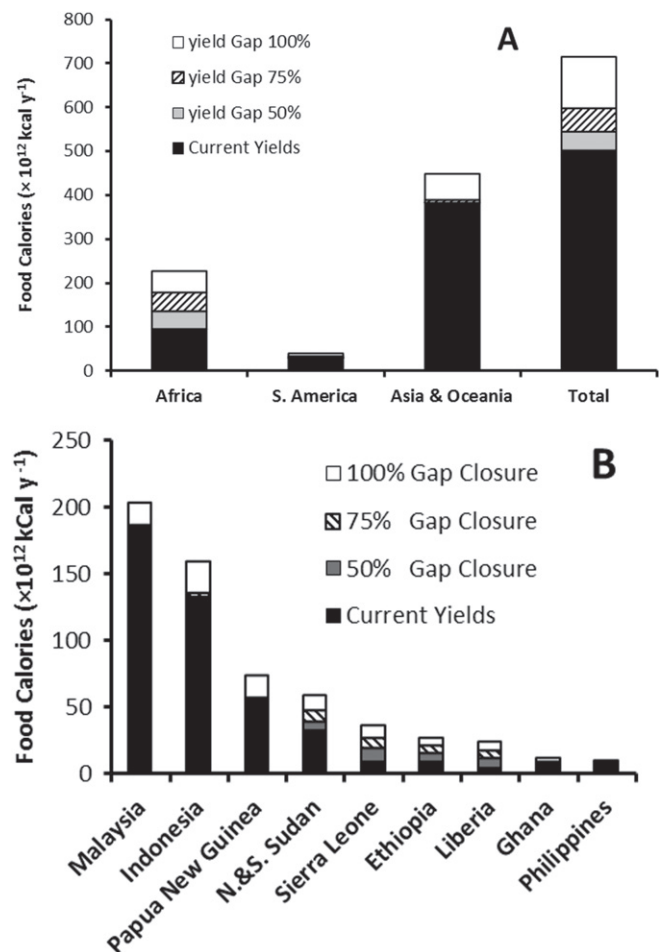 A
Food Calories (× 10¹² kcal y⁻¹)
800
700
600
500
400
300
200
100
0
yield Gap 100%
yield Gap 75%
yield Gap 50%
Current Yields
Africa
S. America
Asia & Oceania
Total
B
Food Calories (×10¹² kCal y⁻¹)
250
200
150
100
50
0
100% Gap Closure
75% Gap Closure
50% Gap Closure
Current Yields
Malaysia
Indonesia
Papua New Guinea
N.&S. Sudan
Sierra Leone
Ethiopia
Liberia
Ghana
Philippines